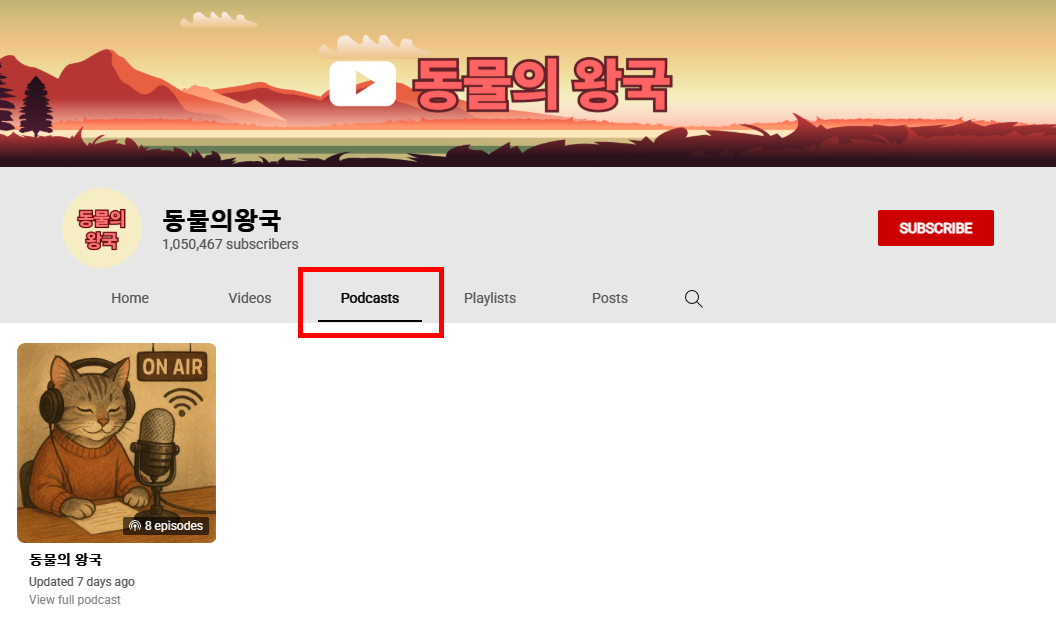 동물의 왕국
동물의
왕국
동물의왕국
1,050,467 subscribers
SUBSCRIBE
Home Videos Podcasts Playlists Posts
ON AIR
8 episodes
동물의 왕국
Updated 7 days ago
View full podcast